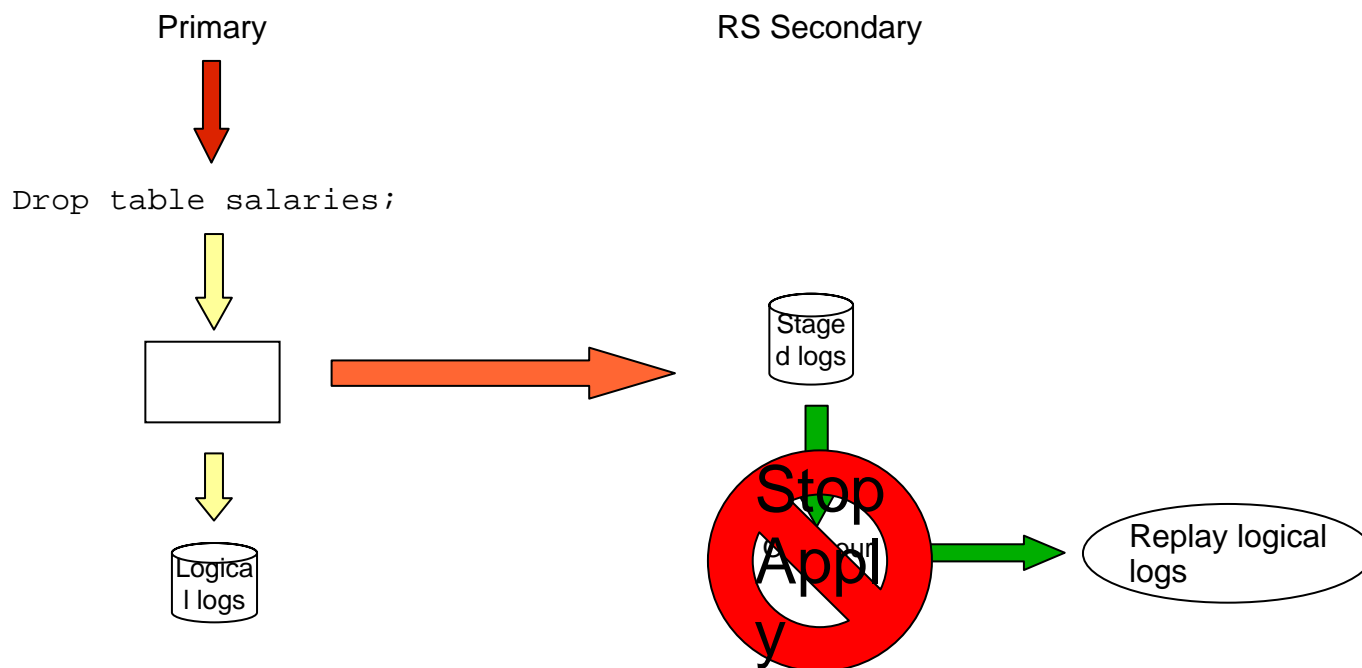 Primary
RS Secondary
Drop table salaries;
Stage
d logs
Stop
Appl
y
Replay logical
logs
Logica
l logs